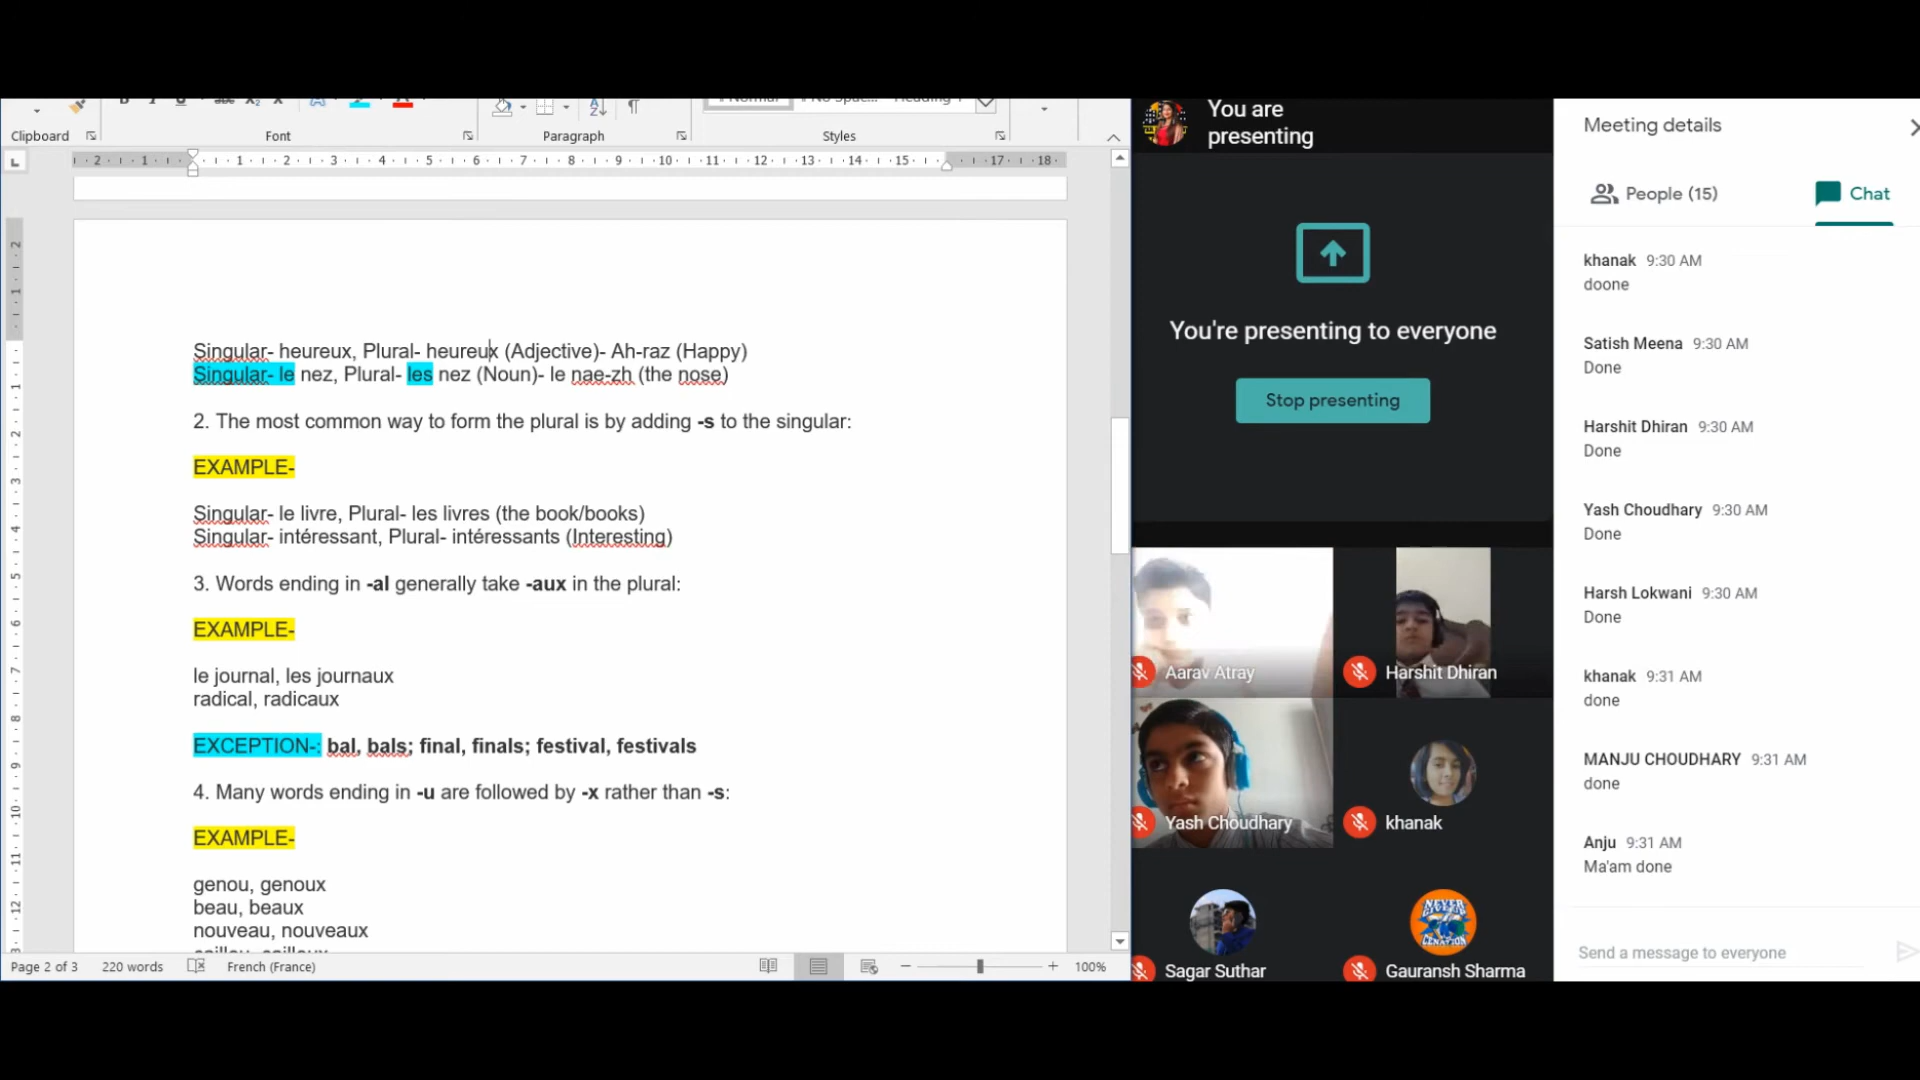 Clipboard
Font
Paragraph
Styles
Singular- heureux, Plural- heureux (Adjective)- Ah-raz (Happy)
Singular- le nez, Plural- les nez (Noun)- le nae-zh (the nose)
2. The most common way to form the plural is by adding -s to the singular:
EXAMPLE-
Singular- le livre, Plural- les livres (the book/books)
Singular- intéressant, Plural- intéressants (Interesting)
3. Words ending in -al generally take -aux in the plural:
EXAMPLE-
le journal, les journaux
radical, radicaux
EXCEPTION-: bal, bals; final, finals; festival, festivals
4. Many words ending in -u are followed by -x rather than -s:
EXAMPLE-
genou, genoux
beau, beaux
nouveau, nouveaux
Page 2 of 3
220 words
French (France)
100%
You are
presenting
You're presenting to everyone
Stop presenting
Aarav Atray
Harshit Dhiran
Yash Choudhary
khanak
Sagar Suthar
Gauransh Sharma
Meeting details
People (15)
Chat
khanak 9:30 AM
doone
Satish Meena 9:30 AM
Done
Harshit Dhiran 9:30 AM
Done
Yash Choudhary 9:30 AM
Done
Harsh Lokwani 9:30 AM
Done
khanak 9:31 AM
done
MANJU CHOUDHARY 9:31 AM
done
Anju 9:31 AM
Ma'am done
Send a message to everyone